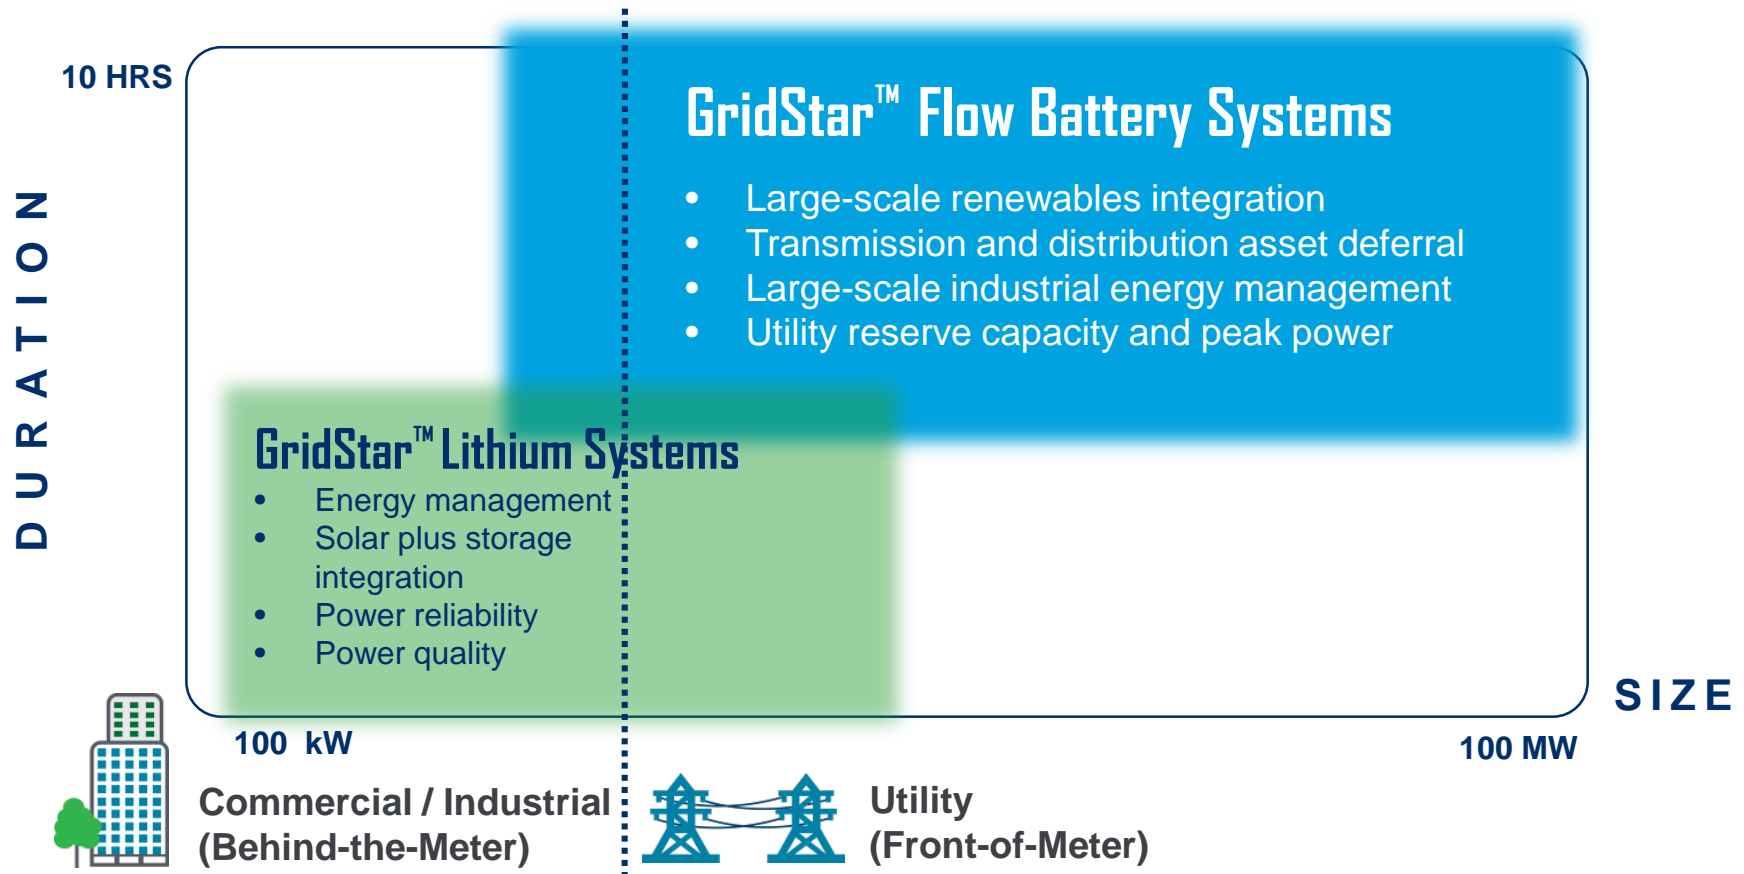 10 HRS
DURATION
GridStar™ Flow Battery Systems
• Large-scale renewables integration
• Transmission and distribution asset deferral
• Large-scale industrial energy management
• Utility reserve capacity and peak power
GridStar™ Lithium Systems
• Energy management
• Solar plus storage
integration
• Power reliability
• Power quality
SIZE
100 kW
100 MW
Commercial / Industrial
(Behind-the-Meter)
Utility
(Front-of-Meter)